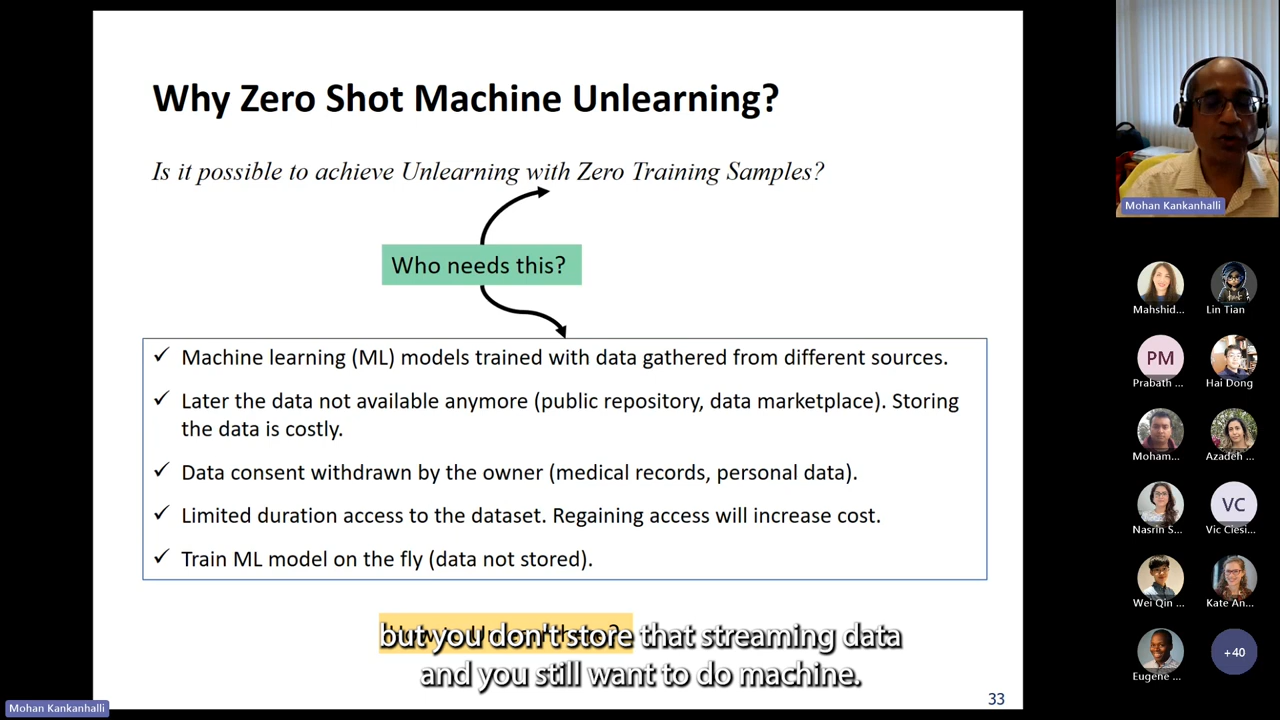 Why Zero Shot Machine Unlearning?
Is it possible to achieve Unlearning with Zero Training Samples?
Who needs this?
✓ Machine learning (ML) models trained with data gathered from different sources.
✓ Later the data not available anymore (public repository, data marketplace). Storing
the data is costly.
✓ Data consent withdrawn by the owner (medical records, personal data).
✓ Limited duration access to the dataset. Regaining access will increase cost.
✓ Train ML model on the fly (data not stored).
but you don't store that streaming data
and you still want to do machine.
33
Mohan Kankanhalli
Mohan Kankanhalli
Mahshid...
Lin Tian
PM
Prabath ...
Hai Dong
Moham...
Azadeh ...
Nasrin S...
VC
Vic Ciesi...
Wei Qin ...
Kate An...
Eugene ...
+40